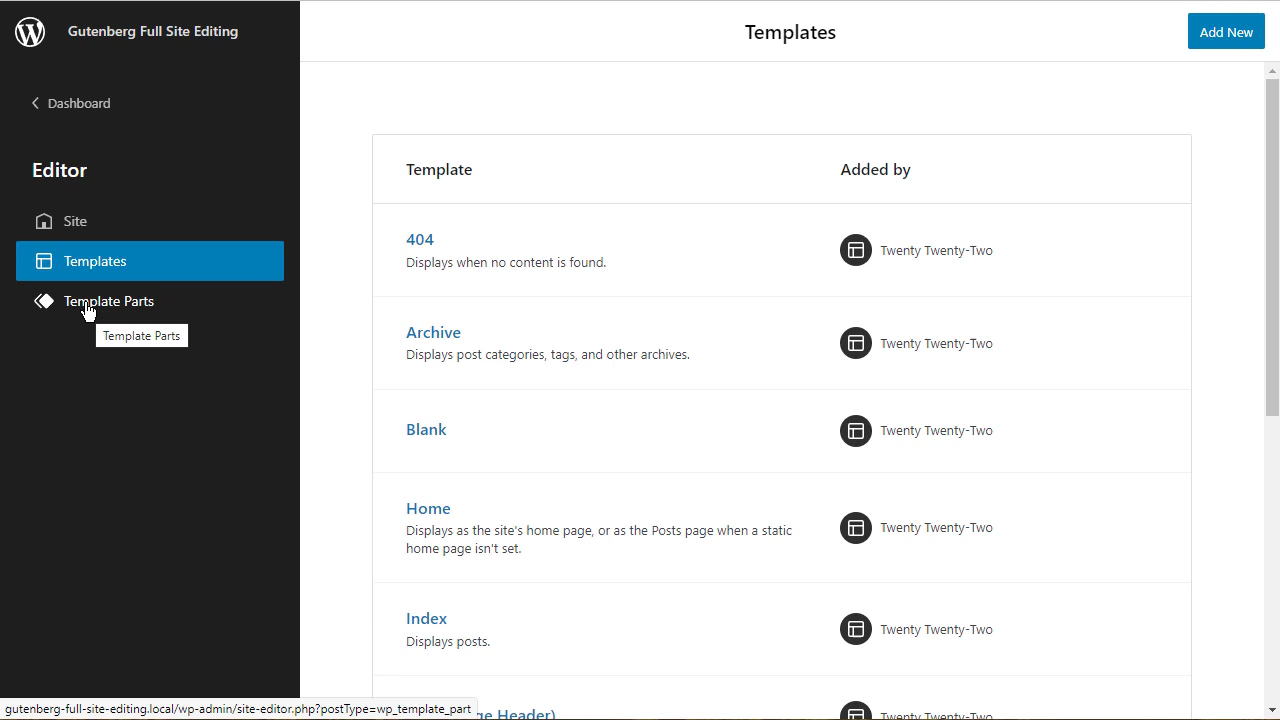 Gutenberg Full Site Editing
Templates
Add New
Dashboard
Editor
Site
Templates
Template Parts
Template Parts
Template
Added by
404
Displays when no content is found.
Twenty Twenty-Two
Archive
Displays post categories, tags, and other archives.
Twenty Twenty-Two
Blank
Twenty Twenty-Two
Home
Displays as the site's home page, or as the Posts page when a static
home page isn't set.
Twenty Twenty-Two
Index
Displays posts.
Twenty Twenty-Two
Header)
Twenty Twenty-Two
gutenberg-full-site-editing.local/wp-admin/site-editor.php?postType=wp_template_part